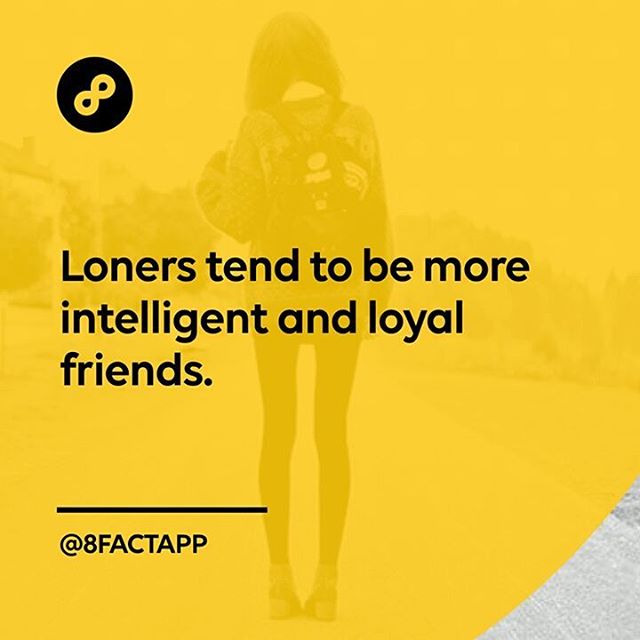 Loners tend to be more
intelligent and loyal
friends.
@8FACTAPP